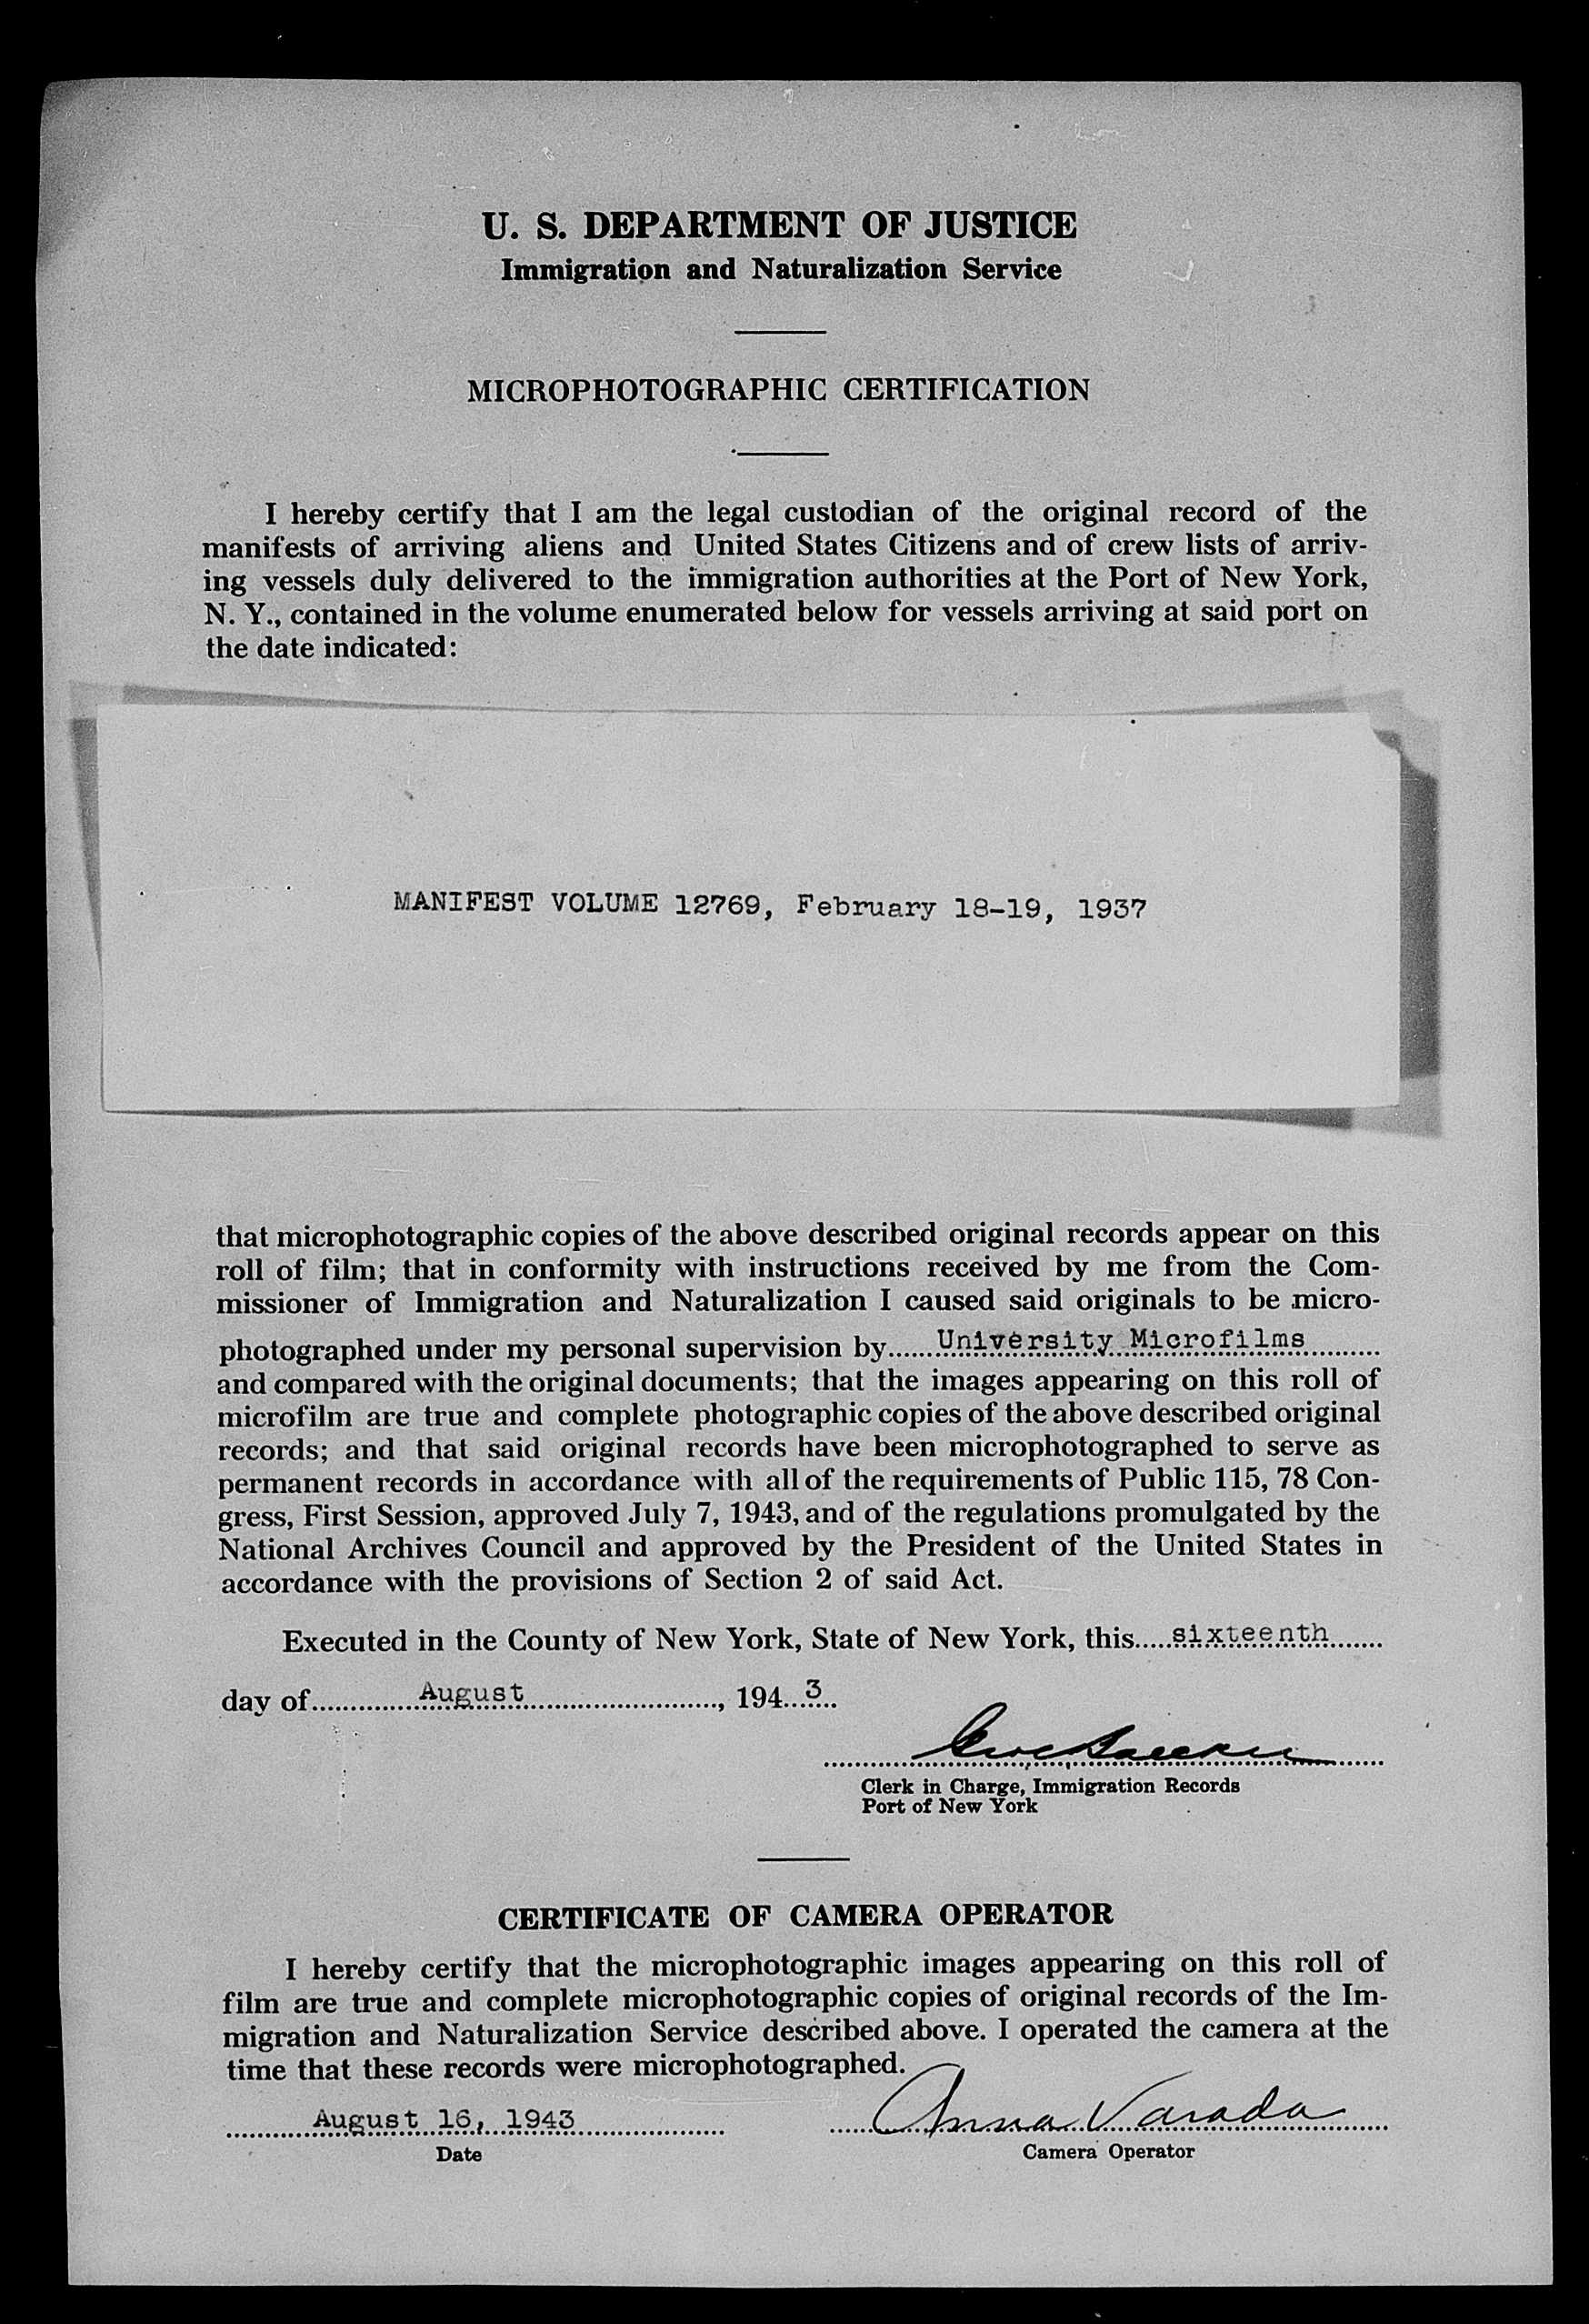 U. S. DEPARTMENT OF JUSTICE
Immigration and Naturalization Service
MICROPHOTOGRAPHIC CERTIFICATION
I hereby certify that I am the legal custodian of the original record of the
manifests of arriving aliens and United States Citizens and of crew lists of arriv-
ing vessels duly delivered to the immigration authorities at the Port of New York,
N. Y., contained in the volume enumerated below for vessels arriving at said port on
the date indicated:
MANIFEST VOLUME 12769, February 18-19, 1937
that microphotographic copies of the above described original records appear on this
roll of film; that in conformity with instructions received by me from the Com-
missioner of Immigration and Naturalization I caused said originals to be micro-
photographed under my personal supervision by......University Microfilms..........
and compared with the original documents; that the images appearing on this roll of
microfilm are true and complete photographic copies of the above described original
records; and that said original records have been microphotographed to serve as
permanent records in accordance with all of the requirements of Public 115, 78 Con-
gress, First Session, approved July 7, 1943, and of the regulations promulgated by the
National Archives Council and approved by the President of the United States in
accordance with the provisions of Section 2 of said Act.
Executed in the County of New York, State of New York, this.....sixteenth.......
day of..............August........................., 194...3..
Clerk in Charge, Immigration Records
Port of New York
CERTIFICATE OF CAMERA OPERATOR
I hereby certify that the microphotographic images appearing on this roll of
film are true and complete microphotographic copies of original records of the Im-
migration and Naturalization Service described above. I operated the camera at the
time that these records were microphotographed.
August 16, 1943 Anna Varada
Date Camera Operator